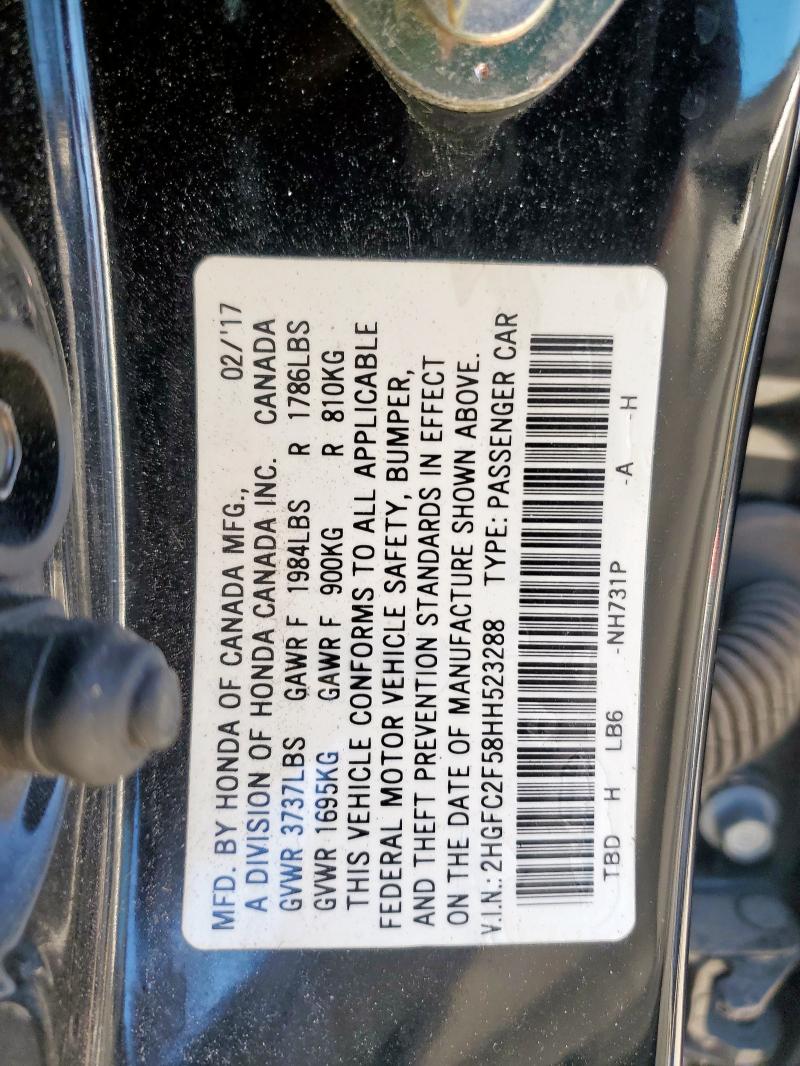 MFD. BY HONDA OF CANADA MFG., 02/'17
A DIVISION OF HONDA CANADA INC. CANADA
GVWR 3737LBS GAWR F 1984LBS R 1786LBS
GVWR 1695KG GAWR F 900KG R 810KG
THIS VEHICLE CONFORMS TO ALL APPLICABLE
FEDERAL MOTOR VEHICLE SAFETY, BUMPER,
AND THEFT PREVENTION STANDARDS IN EFFECT
ON THE DATE OF MANUFACTURE SHOWN ABOVE.
V.I.N.: 2HGFC2F58HH523288 TYPE: PASSENGER CAR
TBD H LB6 -NH731P -A -H